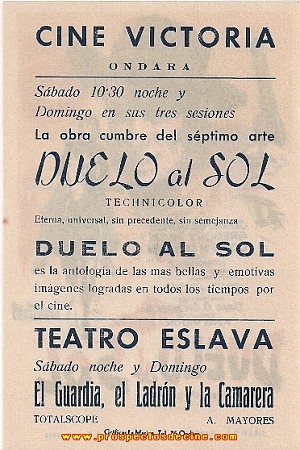 CINE VICTORIA
ONDARA
Sábado 10'30 noche y
Domingo en sus tres sesiones
La obra cumbre del séptimo arte
DUELO al SOL
TECHNICOLOR
Eterna, universal, sin precedente, sin semejanza
DUELO AL SOL
es la antología de las mas bellas y emotivas
imágenes logradas en todos los tiempos por
el cine.
TEATRO ESLAVA
Sábado noche y Domingo
El Guardia, el Ladrón y la Camarera
TOTALSCOPE A. MAYORES
www.prospectosdecine.com